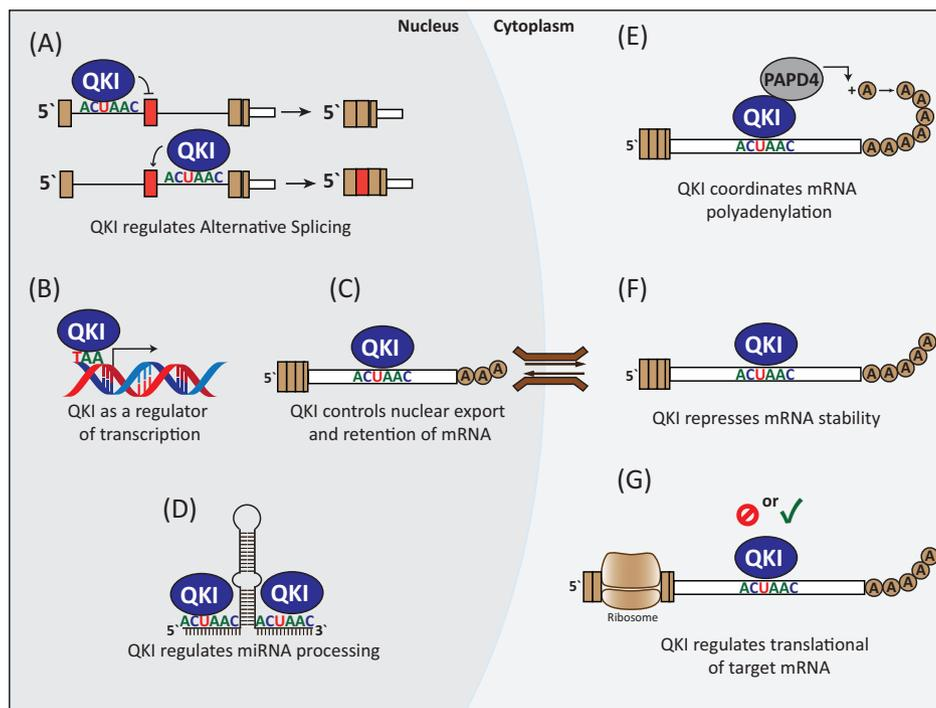 Nucleus Cytoplasm
(A)
QKI
5` ACUAAC
QKI
5` ACUAAC
5`
5`
QKI regulates Alternative Splicing
(B)
QKI
TAA
QKI as a regulator
of transcription
(C)
QKI
5` ACUAAC A A A
QKI controls nuclear export
and retention of mRNA
(D)
QKI QKI
5` ACUAAC ACUAAC 3`
QKI regulates miRNA processing
(E)
PAPD4
+ A A A A A A A A A
QKI
5` ACUAAC
QKI coordinates mRNA
polyadenylation
(F)
QKI
5` ACUAAC A A A A A
QKI represses mRNA stability
(G)
or
QKI
5` ACUAAC A A A A A
Ribosome
QKI regulates translational
of target mRNA